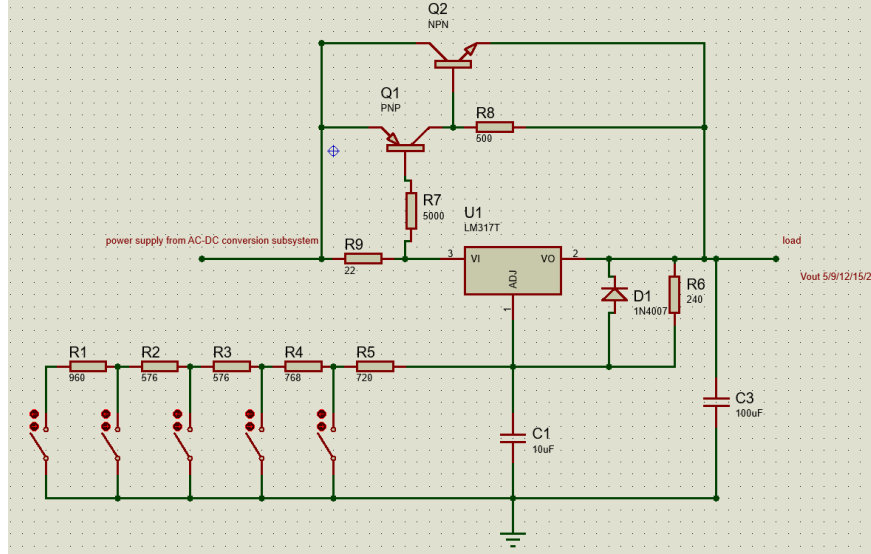 Q2
NPN
Q1
PNP
R8
500
R7
5000
U1
LM317T
power supply from AC-DC conversion subsystem
R9
22
3
VI
VO
2
ADJ
1
load
D1
1N4007
R6
240
Vout 5/9/12/15/2
R1
960
R2
576
R3
576
R4
768
R5
720
C1
10uF
C3
100uF